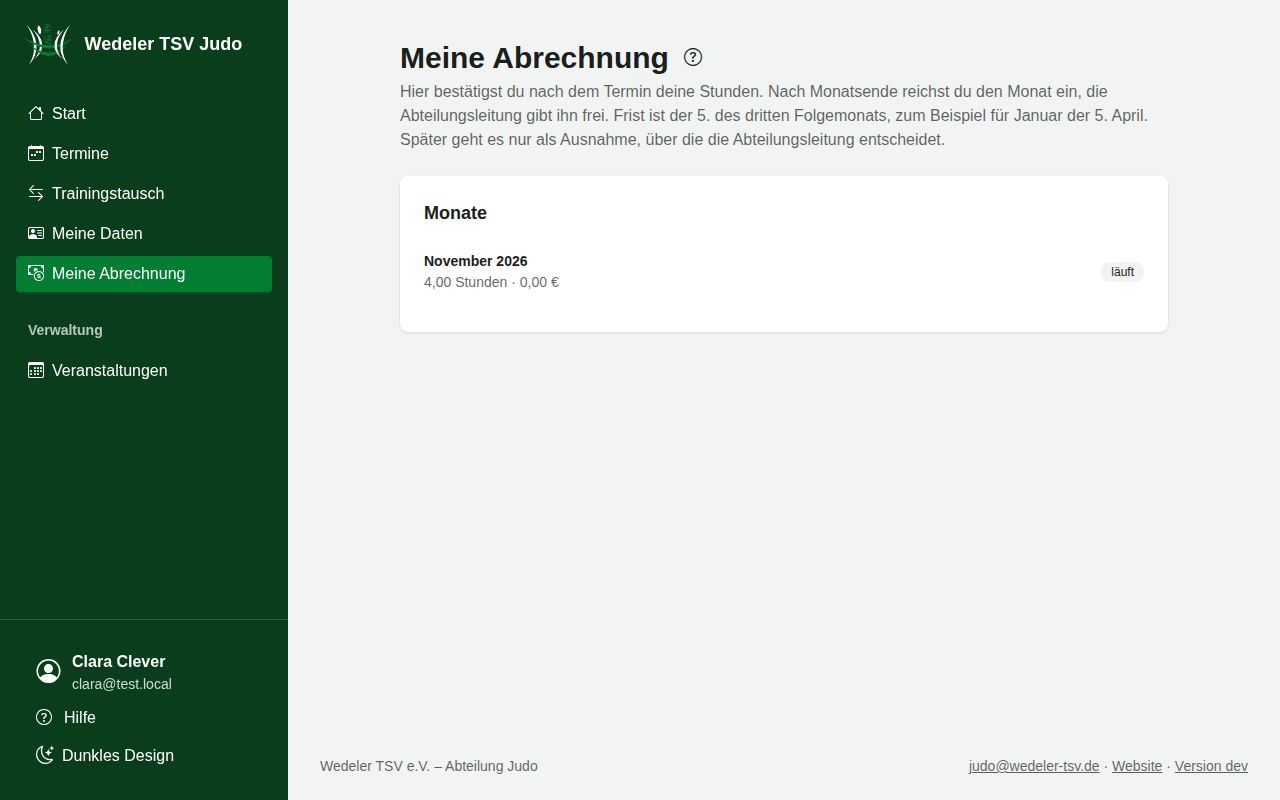 Wedeler TSV Judo
Start
Termine
Trainingstausch
Meine Daten
Meine Abrechnung
Verwaltung
Veranstaltungen
Clara Clever
clara@test.local
Hilfe
Dunkles Design
Meine Abrechnung
Hier bestätigst du nach dem Termin deine Stunden. Nach Monatsende reichst du den Monat ein, die
Abteilungsleitung gibt ihn frei. Frist ist der 5. des dritten Folgemonats, zum Beispiel für Januar der 5. April.
Später geht es nur als Ausnahme, über die die Abteilungsleitung entscheidet.
Monate
November 2026
4,00 Stunden · 0,00 €
läuft
Wedeler TSV e.V. – Abteilung Judo
judo@wedeler-tsv.de · Website · Version dev